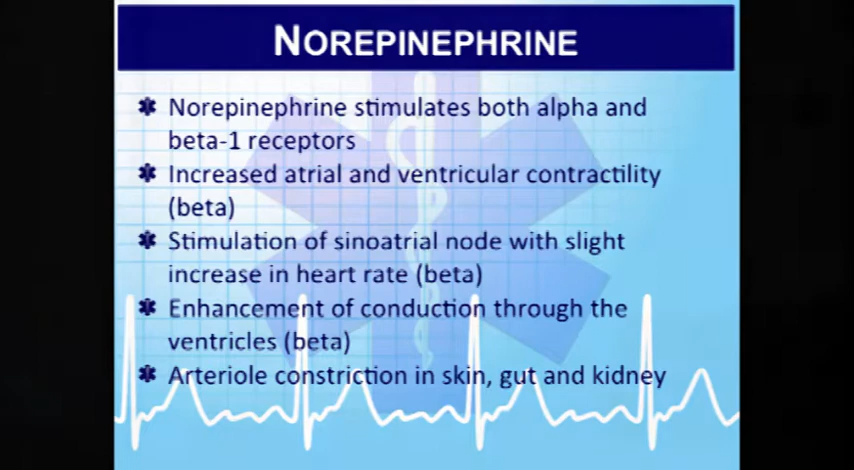 NOREPINEPHRINE
✱ Norepinephrine stimulates both alpha and
beta-1 receptors
✱ Increased atrial and ventricular contractility
(beta)
✱ Stimulation of sinoatrial node with slight
increase in heart rate (beta)
✱ Enhancement of conduction through the
ventricles (beta)
✱ Arteriole constriction in skin, gut and kidney